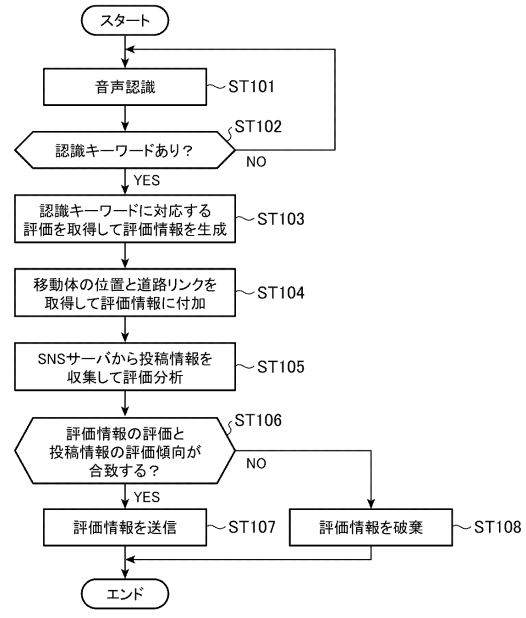 スタート
音声認識
ST101
ST102
認識キーワードあり？
NO
YES
認識キーワードに対応する
評価を取得して評価情報を生成
ST103
移動体の位置と道路リンクを
取得して評価情報に付加
ST104
SNSサーバから投稿情報を
収集して評価分析
ST105
ST106
評価情報の評価と
投稿情報の評価傾向が
合致する？
NO
YES
評価情報を送信
ST107
評価情報を破棄
ST108
エンド